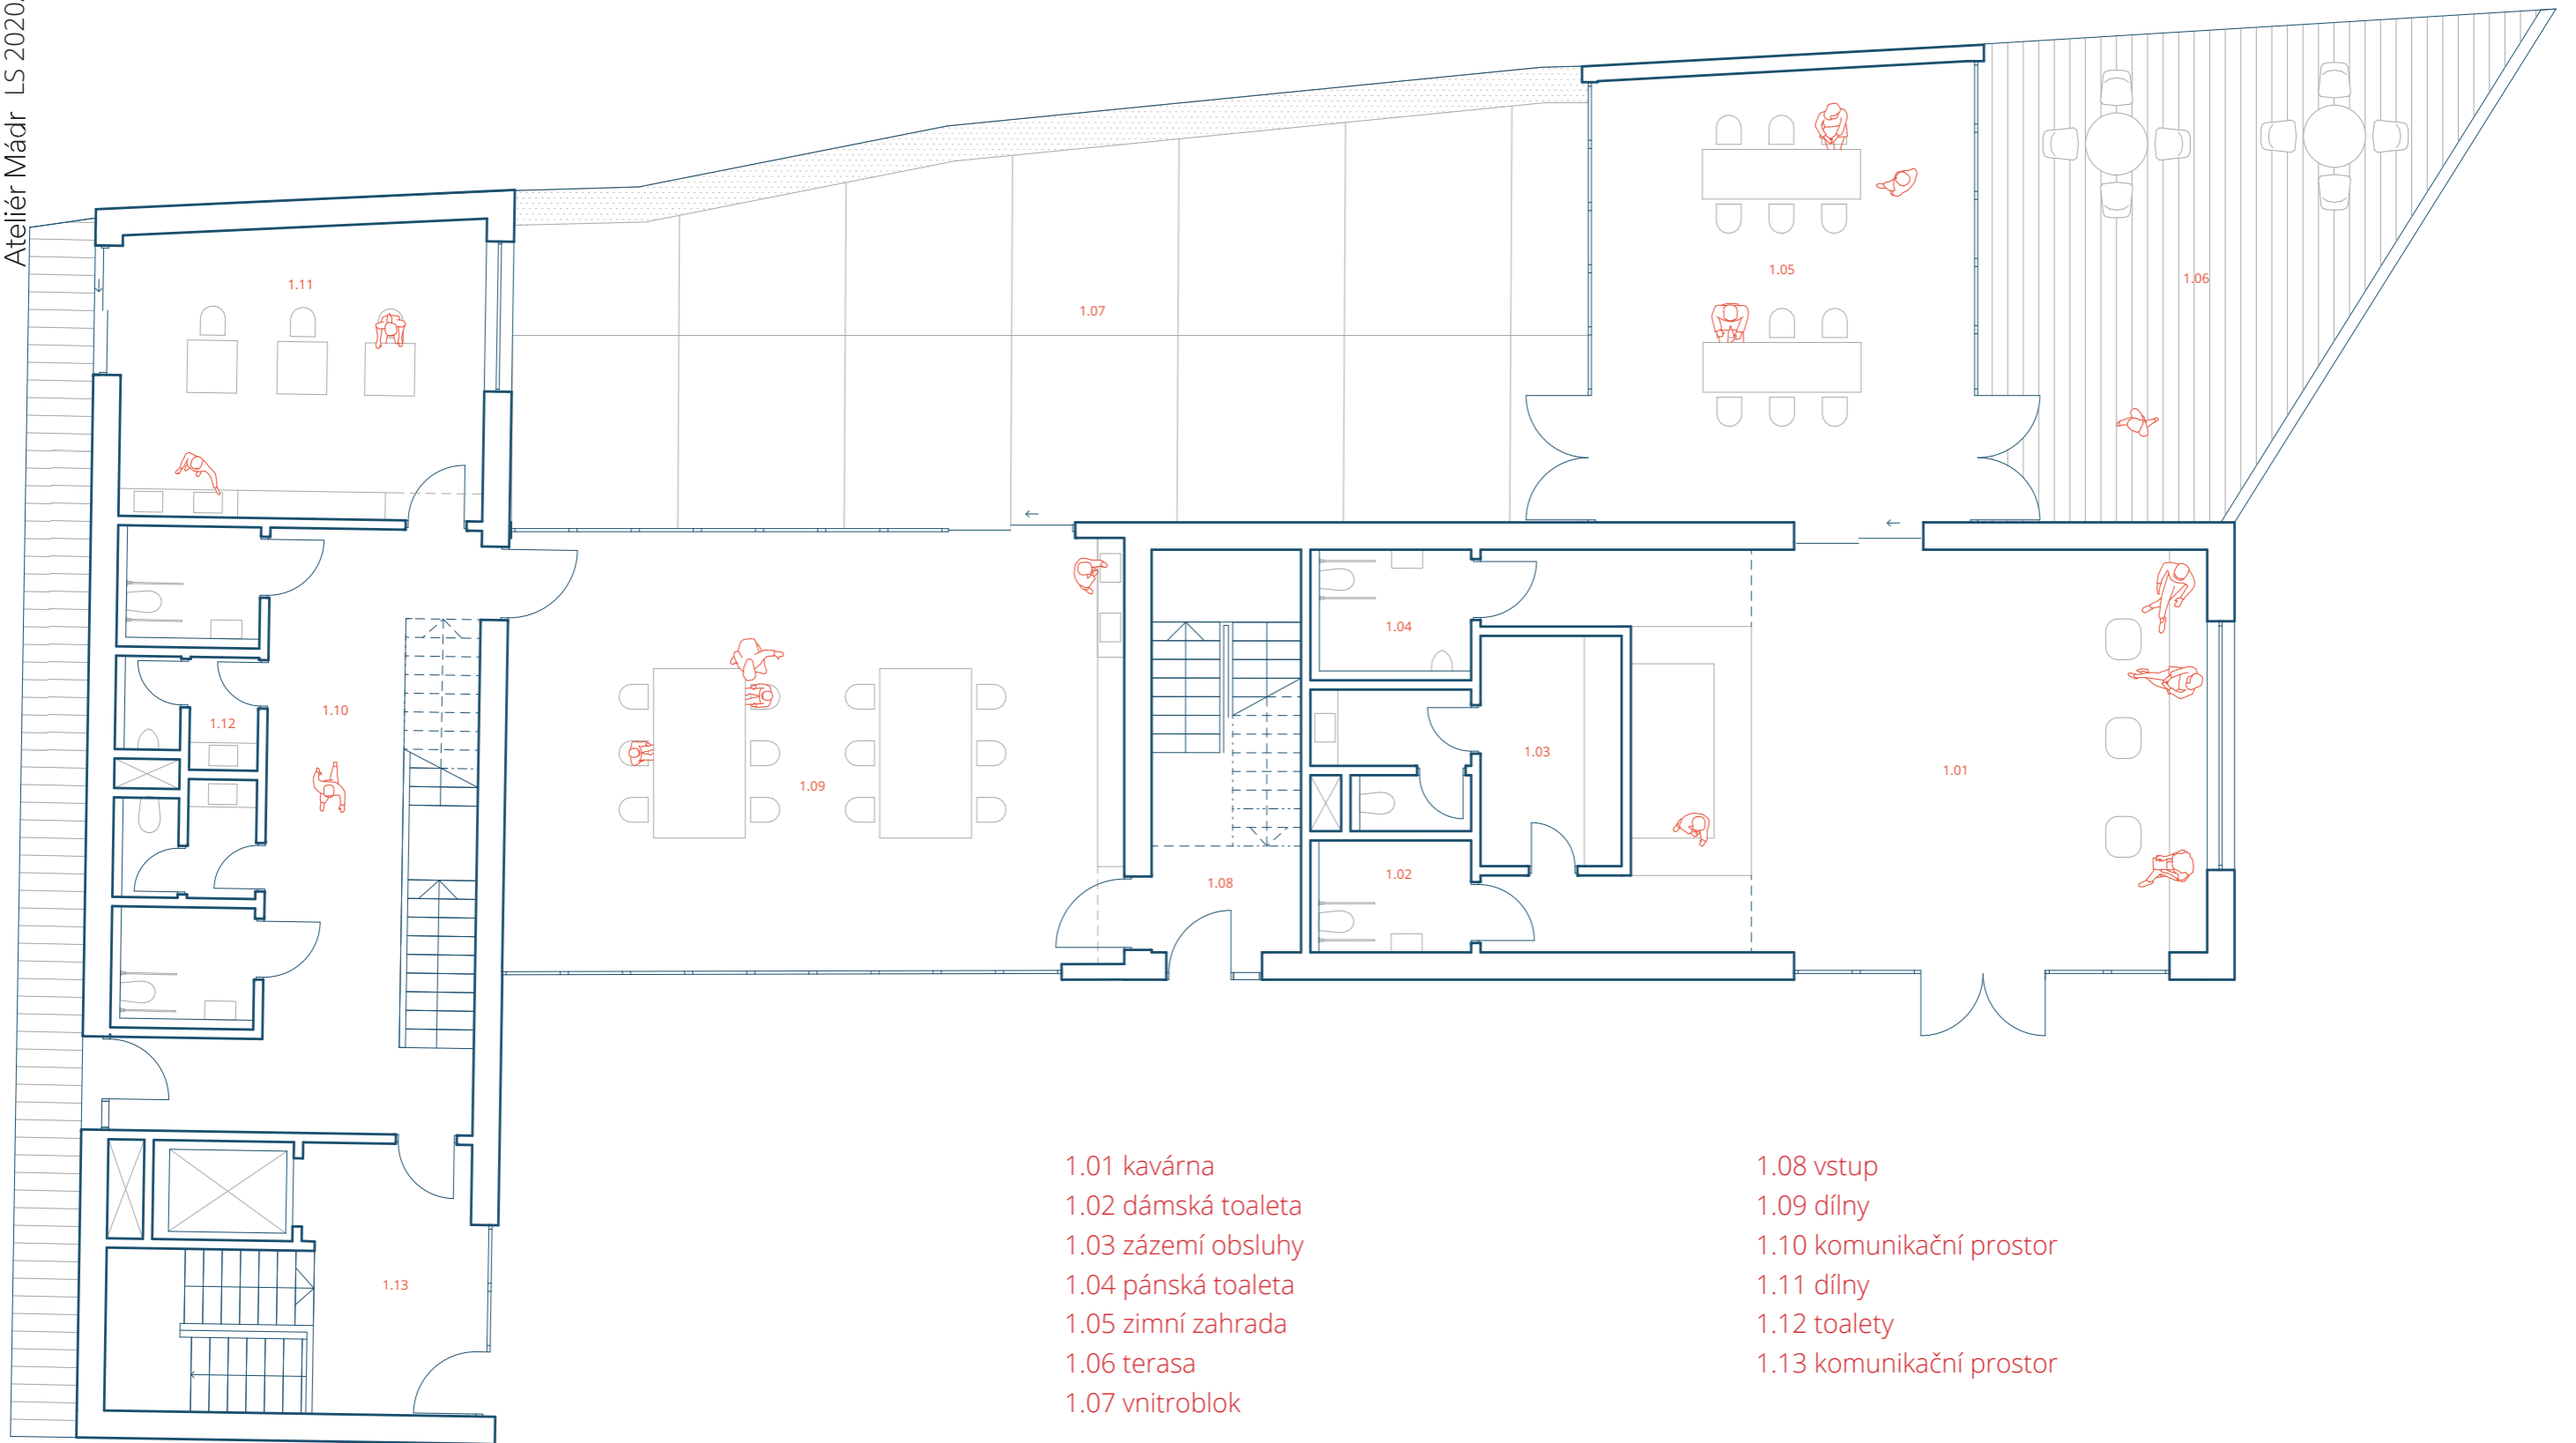 Ateliér Mádr LS 2020
1.11
1.07
1.05
1.06
1.04
1.10
1.12
1.03
1.09
1.01
1.08
1.02
1.13
1.01 kavárna
1.02 dámská toaleta
1.03 zázemí obsluhy
1.04 pánská toaleta
1.05 zimní zahrada
1.06 terasa
1.07 vnitroblok
1.08 vstup
1.09 dílny
1.10 komunikační prostor
1.11 dílny
1.12 toalety
1.13 komunikační prostor